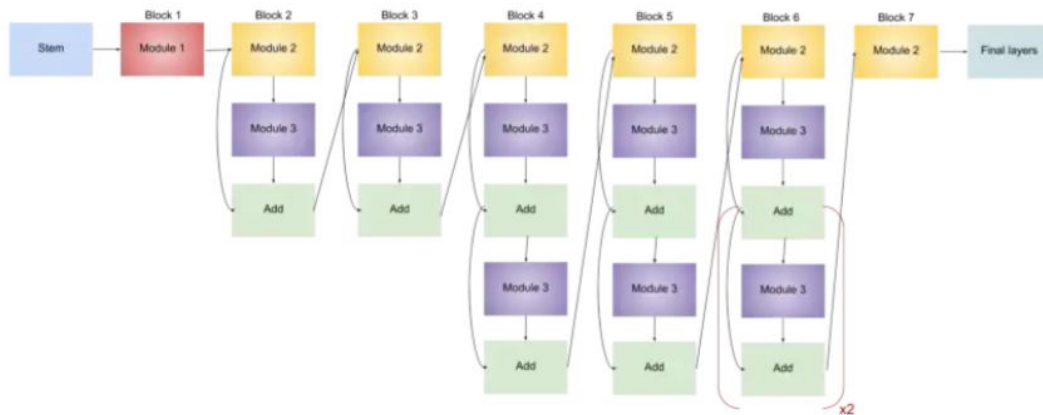 Block 1
Block 2
Block 3
Block 4
Block 5
Block 6
Block 7
Stem
Module 1
Module 2
Module 2
Module 2
Module 2
Module 2
Module 2
Final layers
Module 3
Module 3
Module 3
Module 3
Module 3
Add
Add
Add
Add
Add
Module 3
Module 3
Module 3
Add
Add
Add
x2